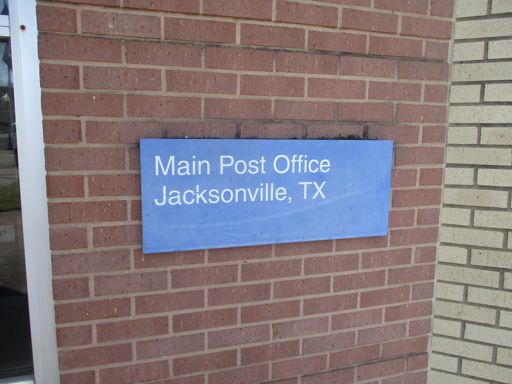 Main Post Office
Jacksonville, TX